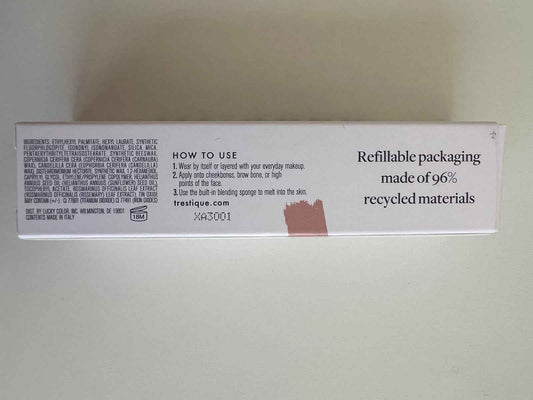 INGREDIENTS: ETHYLHEXYL PALMITATE, HEXYL LAURATE, SYNTHETIC
FLUORPHLOGOPITE, ISONONYL ISONONANOATE, SILICA, MICA,
PENTAERYTHRITYL TETRAISOSTEARATE, SYNTHETIC BEESWAX,
COPERNICIA CERIFERA CERA (COPERNICIA CERIFERA (CARNAUBA)
WAX), CANDELILLA CERA (EUPHORBIA CERIFERA (CANDELILLA)
WAX), DISTEARDIMONIUM HECTORITE, SYNTHETIC WAX, 1,2-HEXANEDIOL,
CAPRYLYL GLYCOL, ETHYLENE/PROPYLENE COPOLYMER, HELIANTHUS
ANNUUS SEED OIL (HELIANTHUS ANNUUS (SUNFLOWER) SEED OIL),
TOCOPHERYL ACETATE, ROSMARINUS OFFICINALIS LEAF EXTRACT
(ROSMARINUS OFFICINALIS (ROSEMARY) LEAF EXTRACT), TIN OXIDE
MAY CONTAIN (+/-): CI 77891 (TITANIUM DIOXIDE) CI 77491 (IRON OXIDES)
DIST. BY LUCKY COLOR, INC. WILMINGTON, DE 19801
CONTENTS MADE IN ITALY
18M
HOW TO USE
1. Wear by itself or layered with your everyday makeup.
2. Apply onto cheekbones, brow bone, or high
points of the face.
3. Use the built-in blending sponge to melt into the skin.
trestique.com
XA3001
Refillable packaging
made of 96%
recycled materials